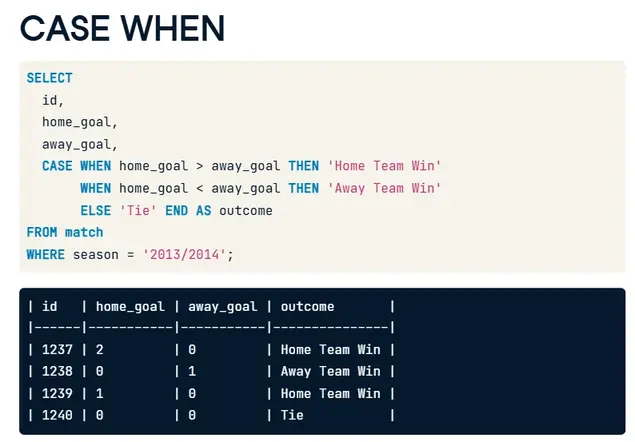 CASE WHEN
SELECT
id,
home_goal,
away_goal,
CASE WHEN home_goal > away_goal THEN 'Home Team Win'
WHEN home_goal < away_goal THEN 'Away Team Win'
ELSE 'Tie' END AS outcome
FROM match
WHERE season = '2013/2014';
| id   | home_goal | away_goal | outcome       |
|------|-----------|-----------|---------------|
| 1237 | 2         | 0         | Home Team Win |
| 1238 | 0         | 1         | Away Team Win |
| 1239 | 1         | 0         | Home Team Win |
| 1240 | 0         | 0         | Tie           |